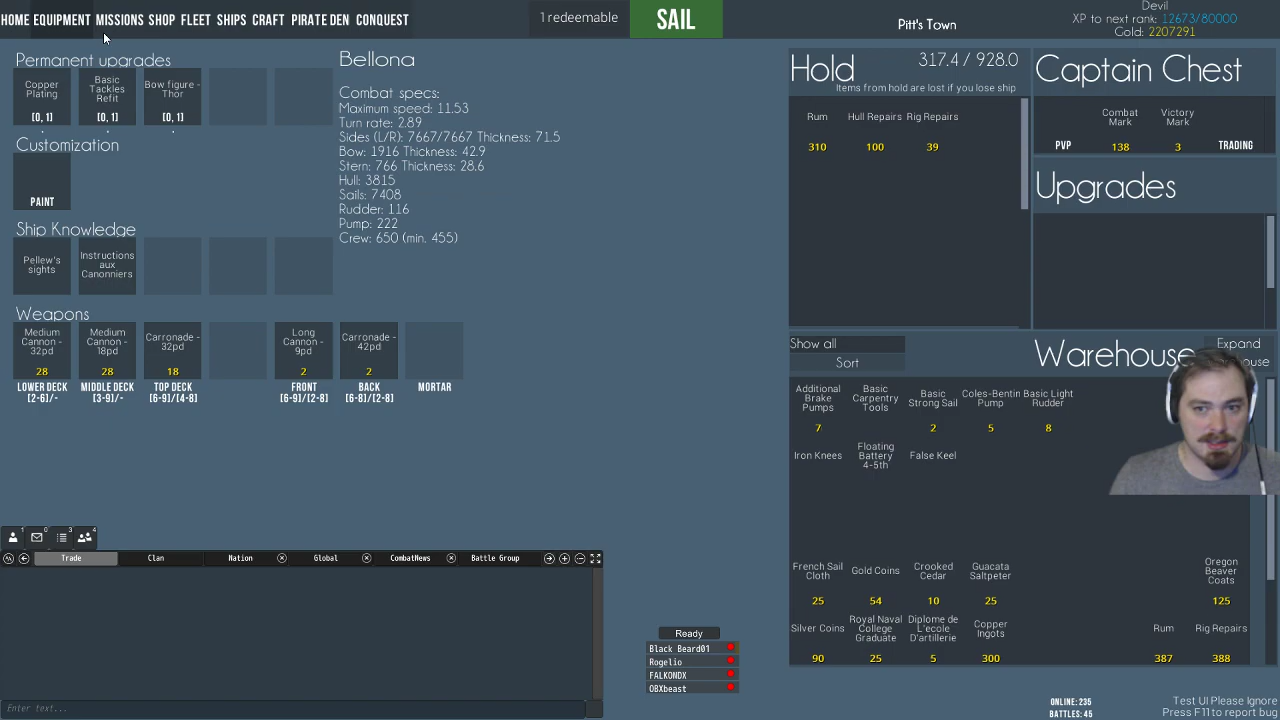 HOME EQUIPMENT MISSIONS SHOP FLEET SHIPS CRAFT PIRATE DEN CONQUEST
1 redeemable
SAIL
Pitt's Town
Devil
XP to next rank: 12673/80000
Gold: 2207291
Permanent upgrades
Copper Plating
[0, 1]
Basic Tackles Refit
[0, 1]
Bow figure - Thor
[0, 1]
Customization
PAINT
Ship Knowledge
Pellew's sights
Instructions aux Canonniers
Weapons
Medium Cannon - 32pd
28
LOWER DECK
[2-6]/-
Medium Cannon - 18pd
28
MIDDLE DECK
[3-9]/-
Carronade - 32pd
18
TOP DECK
[6-9]/[4-8]
Long Cannon - 9pd
2
FRONT
[6-9]/[2-8]
Carronade - 42pd
2
BACK
[6-8]/[2-8]
MORTAR
Bellona
Combat specs:
Maximum speed: 11.53
Turn rate: 2.89
Sides (L/R): 7667/7667 Thickness: 71.5
Bow: 1916 Thickness: 42.9
Stern: 766 Thickness: 28.6
Hull: 3815
Sails: 7408
Rudder: 116
Pump: 222
Crew: 650 (min. 455)
Hold
317.4 / 928.0
Items from hold are lost if you lose ship
Rum
310
Hull Repairs
100
Rig Repairs
39
Captain Chest
PVP
Combat Mark
138
Victory Mark
3
TRADING
Upgrades
Show all
Sort
Warehouse
Expand
Additional Brake Pumps
7
Basic Carpentry Tools
Basic Strong Sail
2
Coles-Bentin Pump
5
Basic Light Rudder
8
Iron Knees
Floating Battery 4-5th
False Keel
French Sail Cloth
25
Gold Coins
54
Crooked Cedar
10
Guacata Saltpeter
25
Oregon Beaver Coats
125
Silver Coins
90
Royal Naval College Graduate
25
Diplome de L'ecole D'artillerie
5
Copper Ingots
300
Rum
387
Rig Repairs
388
1 0 3 4
Trade Clan Nation Global CombatNews Battle Group
Enter text...
Ready
Black Beard01
Rogelio
FALKONDX
OBXbeast
ONLINE: 235
BATTLES: 45
Test UI Please Ignore
Press F11 to report bug